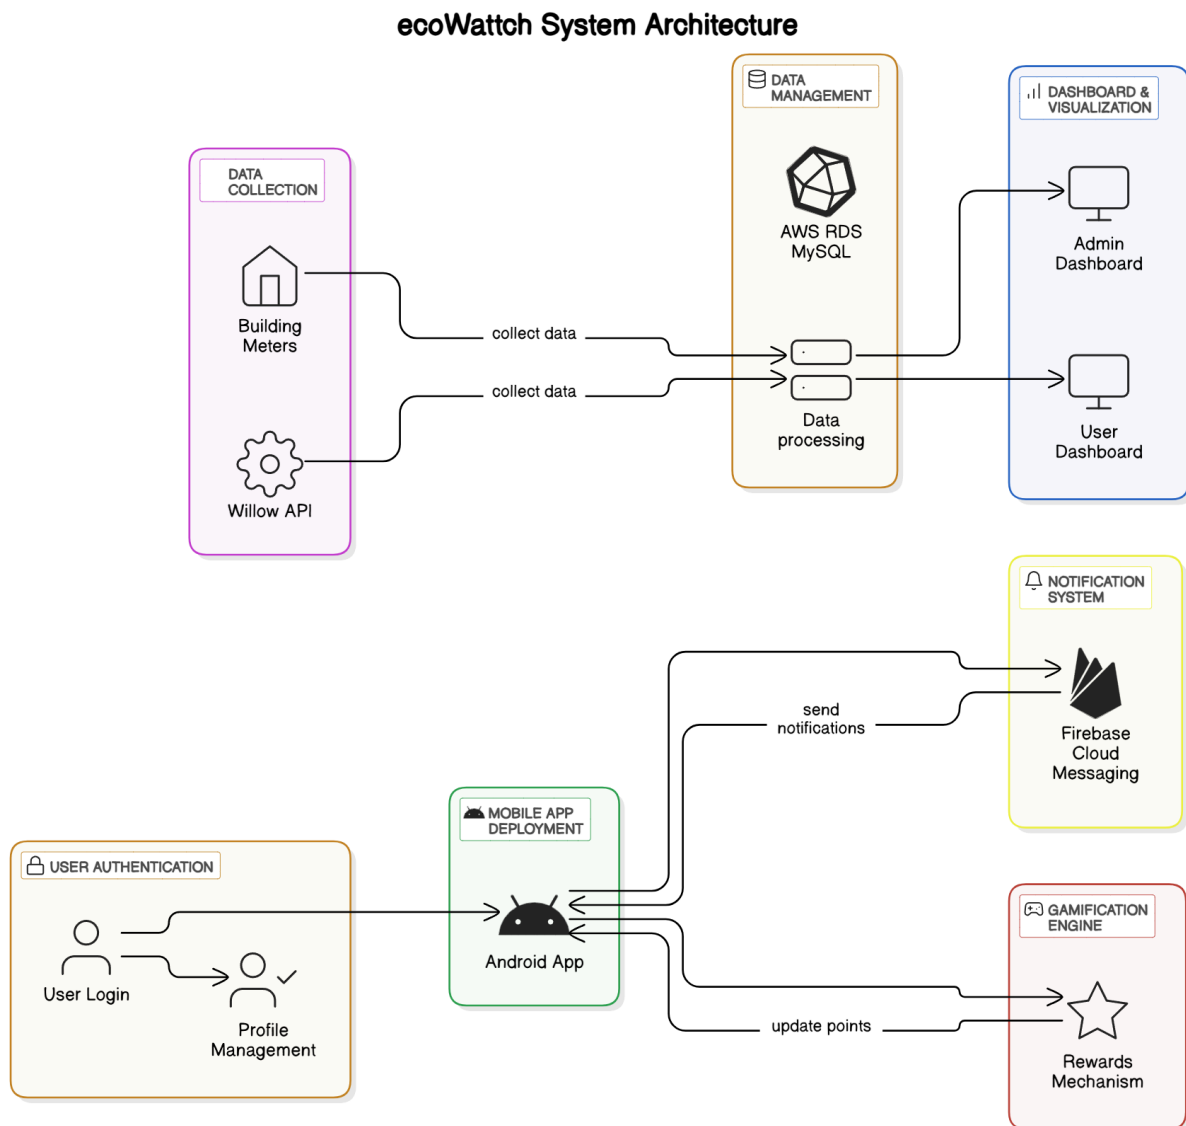 ecoWattch System Architecture
DATA
MANAGEMENT
DASHBOARD &
VISUALIZATION
DATA
COLLECTION
AWS RDS
MySQL
Admin
Dashboard
Building
Meters
collect data
collect data
Data
processing
User
Dashboard
Willow API
NOTIFICATION
SYSTEM
send
notifications
Firebase
Cloud
Messaging
MOBILE APP
DEPLOYMENT
USER AUTHENTICATION
GAMIFICATION
ENGINE
Android App
User Login
Profile
Management
update points
Rewards
Mechanism